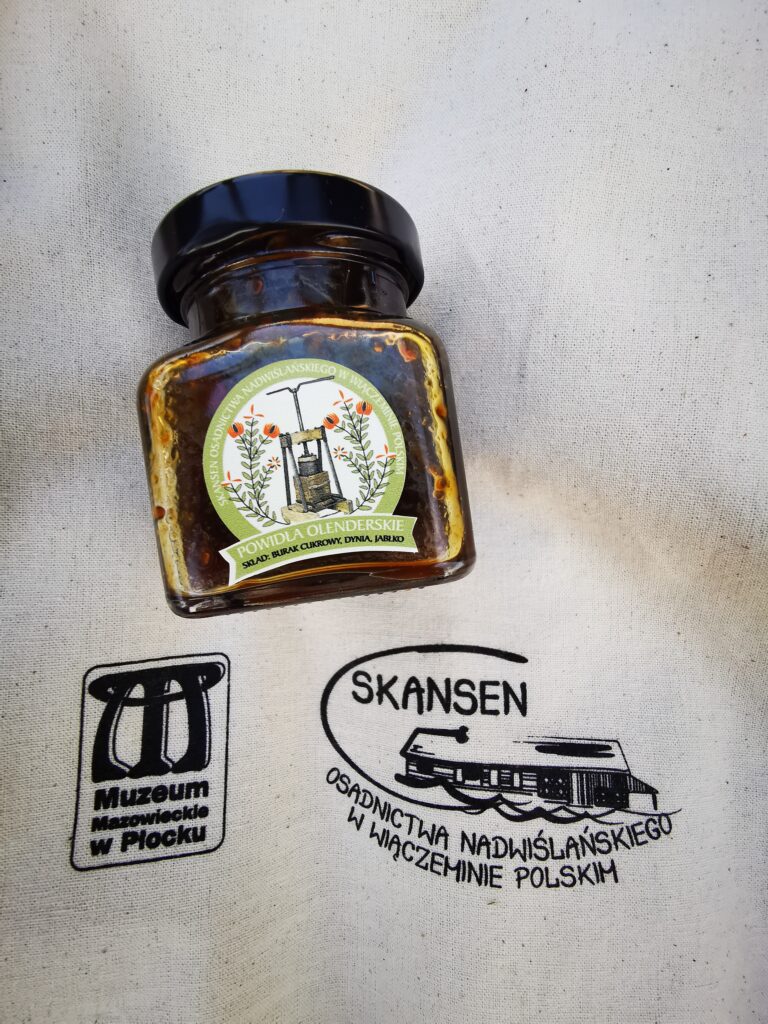 SKANSEN OSADNICTWA NADWIŚLAŃSKIEGO W WIĄCZEMINIE POLSKIM
POWIDŁA OLENDERSKIE
SKŁAD: BURAK CUKROWY, DYNIA, JABŁKO
Muzeum
Mazowieckie
w Płocku
SKANSEN
OSADNICTWA NADWIŚLAŃSKIEGO
W WIĄCZEMINIE POLSKIM